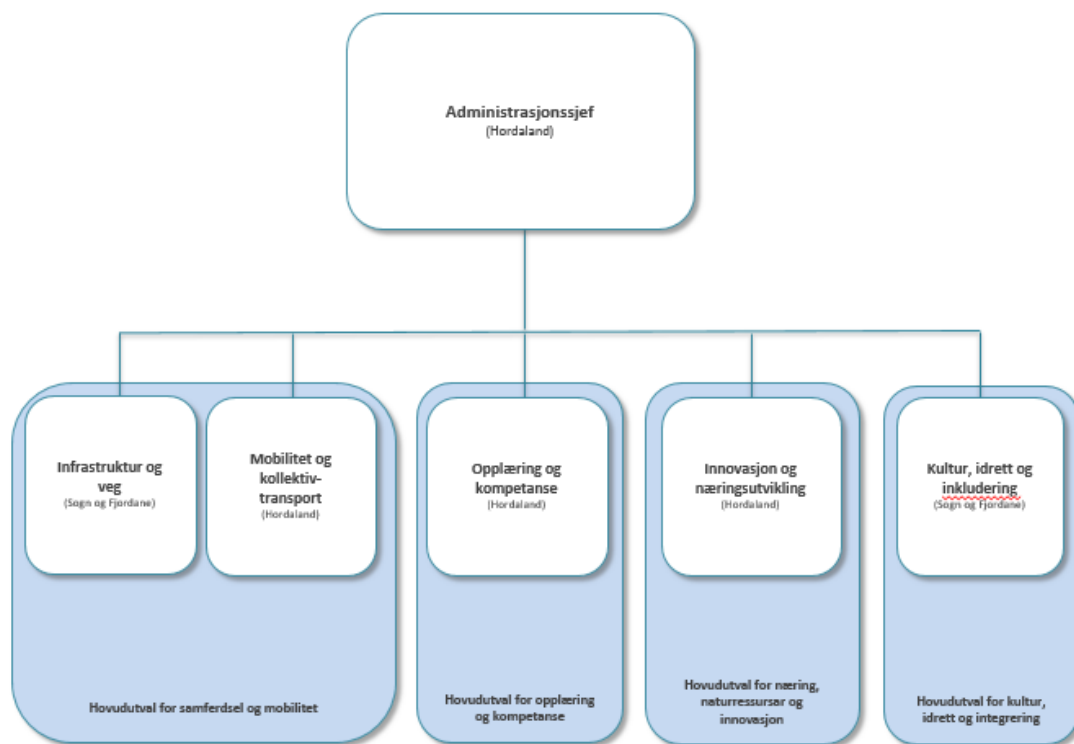 Administrasjonssjef
(Hordaland)
Infrastruktur og
veg
(Sogn og Fjordane)
Mobilitet og
kollektiv-
transport
(Hordaland)
Opplæring og
kompetanse
(Hordaland)
Innovasjon og
næringsutvikling
(Hordaland)
Kultur, idrett og
inkludering
(Sogn og Fjordane)
Hovudutval for samferdsel og mobilitet
Hovudutval for opplæring
og kompetanse
Hovudutval for næring,
naturressursar og
innovasjon
Hovudutval for kultur,
idrett og integrering